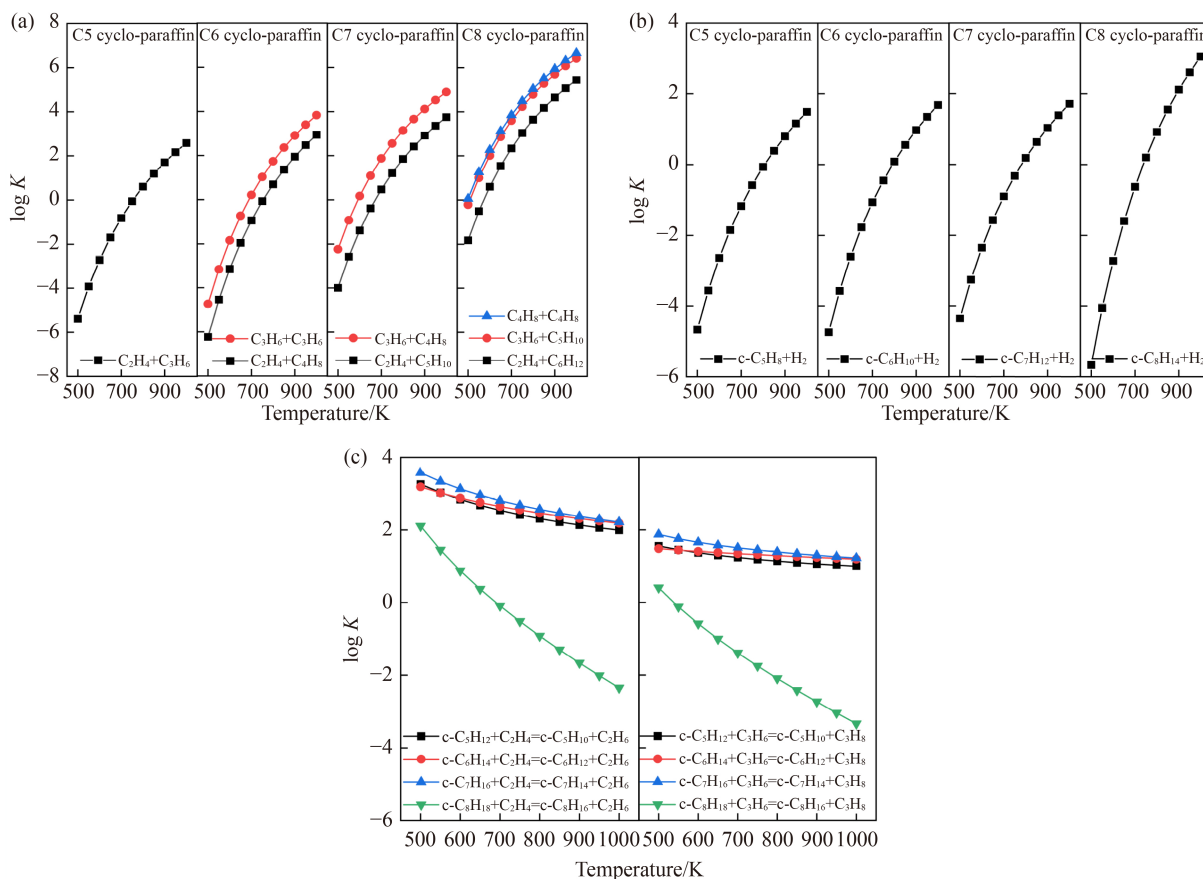 (a)
C5 cyclo-paraffin C6 cyclo-paraffin C7 cyclo-paraffin C8 cyclo-paraffin
8
6
4
2
0
−2
−4
−6
−8
log K
C₂H₄+C₃H₆
C₃H₆+C₃H₆
C₂H₄+C₄H₈
C₃H₆+C₄H₈
C₂H₄+C₅H₁₀
C₄H₈+C₄H₈
C₃H₆+C₅H₁₀
C₂H₄+C₆H₁₂
500 700 900 500 700 900 500 700 900 500 700 900
Temperature/K
(b)
C5 cyclo-paraffin C6 cyclo-paraffin C7 cyclo-paraffin C8 cyclo-paraffin
4
2
0
−2
−4
−6
log K
c-C₅H₈+H₂
c-C₆H₁₀+H₂
c-C₇H₁₂+H₂
c-C₈H₁₄+H₂
500 700 900 500 700 900 500 700 900 500 700 900
Temperature/K
(c)
4
2
0
−2
−4
−6
log K
c-C₅H₁₂+C₂H₄=c-C₅H₁₀+C₂H₆
c-C₆H₁₄+C₂H₄=c-C₆H₁₂+C₂H₆
c-C₇H₁₆+C₂H₄=c-C₇H₁₄+C₂H₆
c-C₈H₁₈+C₂H₄=c-C₈H₁₆+C₂H₆
c-C₅H₁₂+C₃H₆=c-C₅H₁₀+C₃H₈
c-C₆H₁₄+C₃H₆=c-C₆H₁₂+C₃H₈
c-C₇H₁₆+C₃H₆=c-C₇H₁₄+C₃H₈
c-C₈H₁₈+C₃H₆=c-C₈H₁₆+C₃H₈
500 600 700 800 900 1000 500 600 700 800 900 1000
Temperature/K